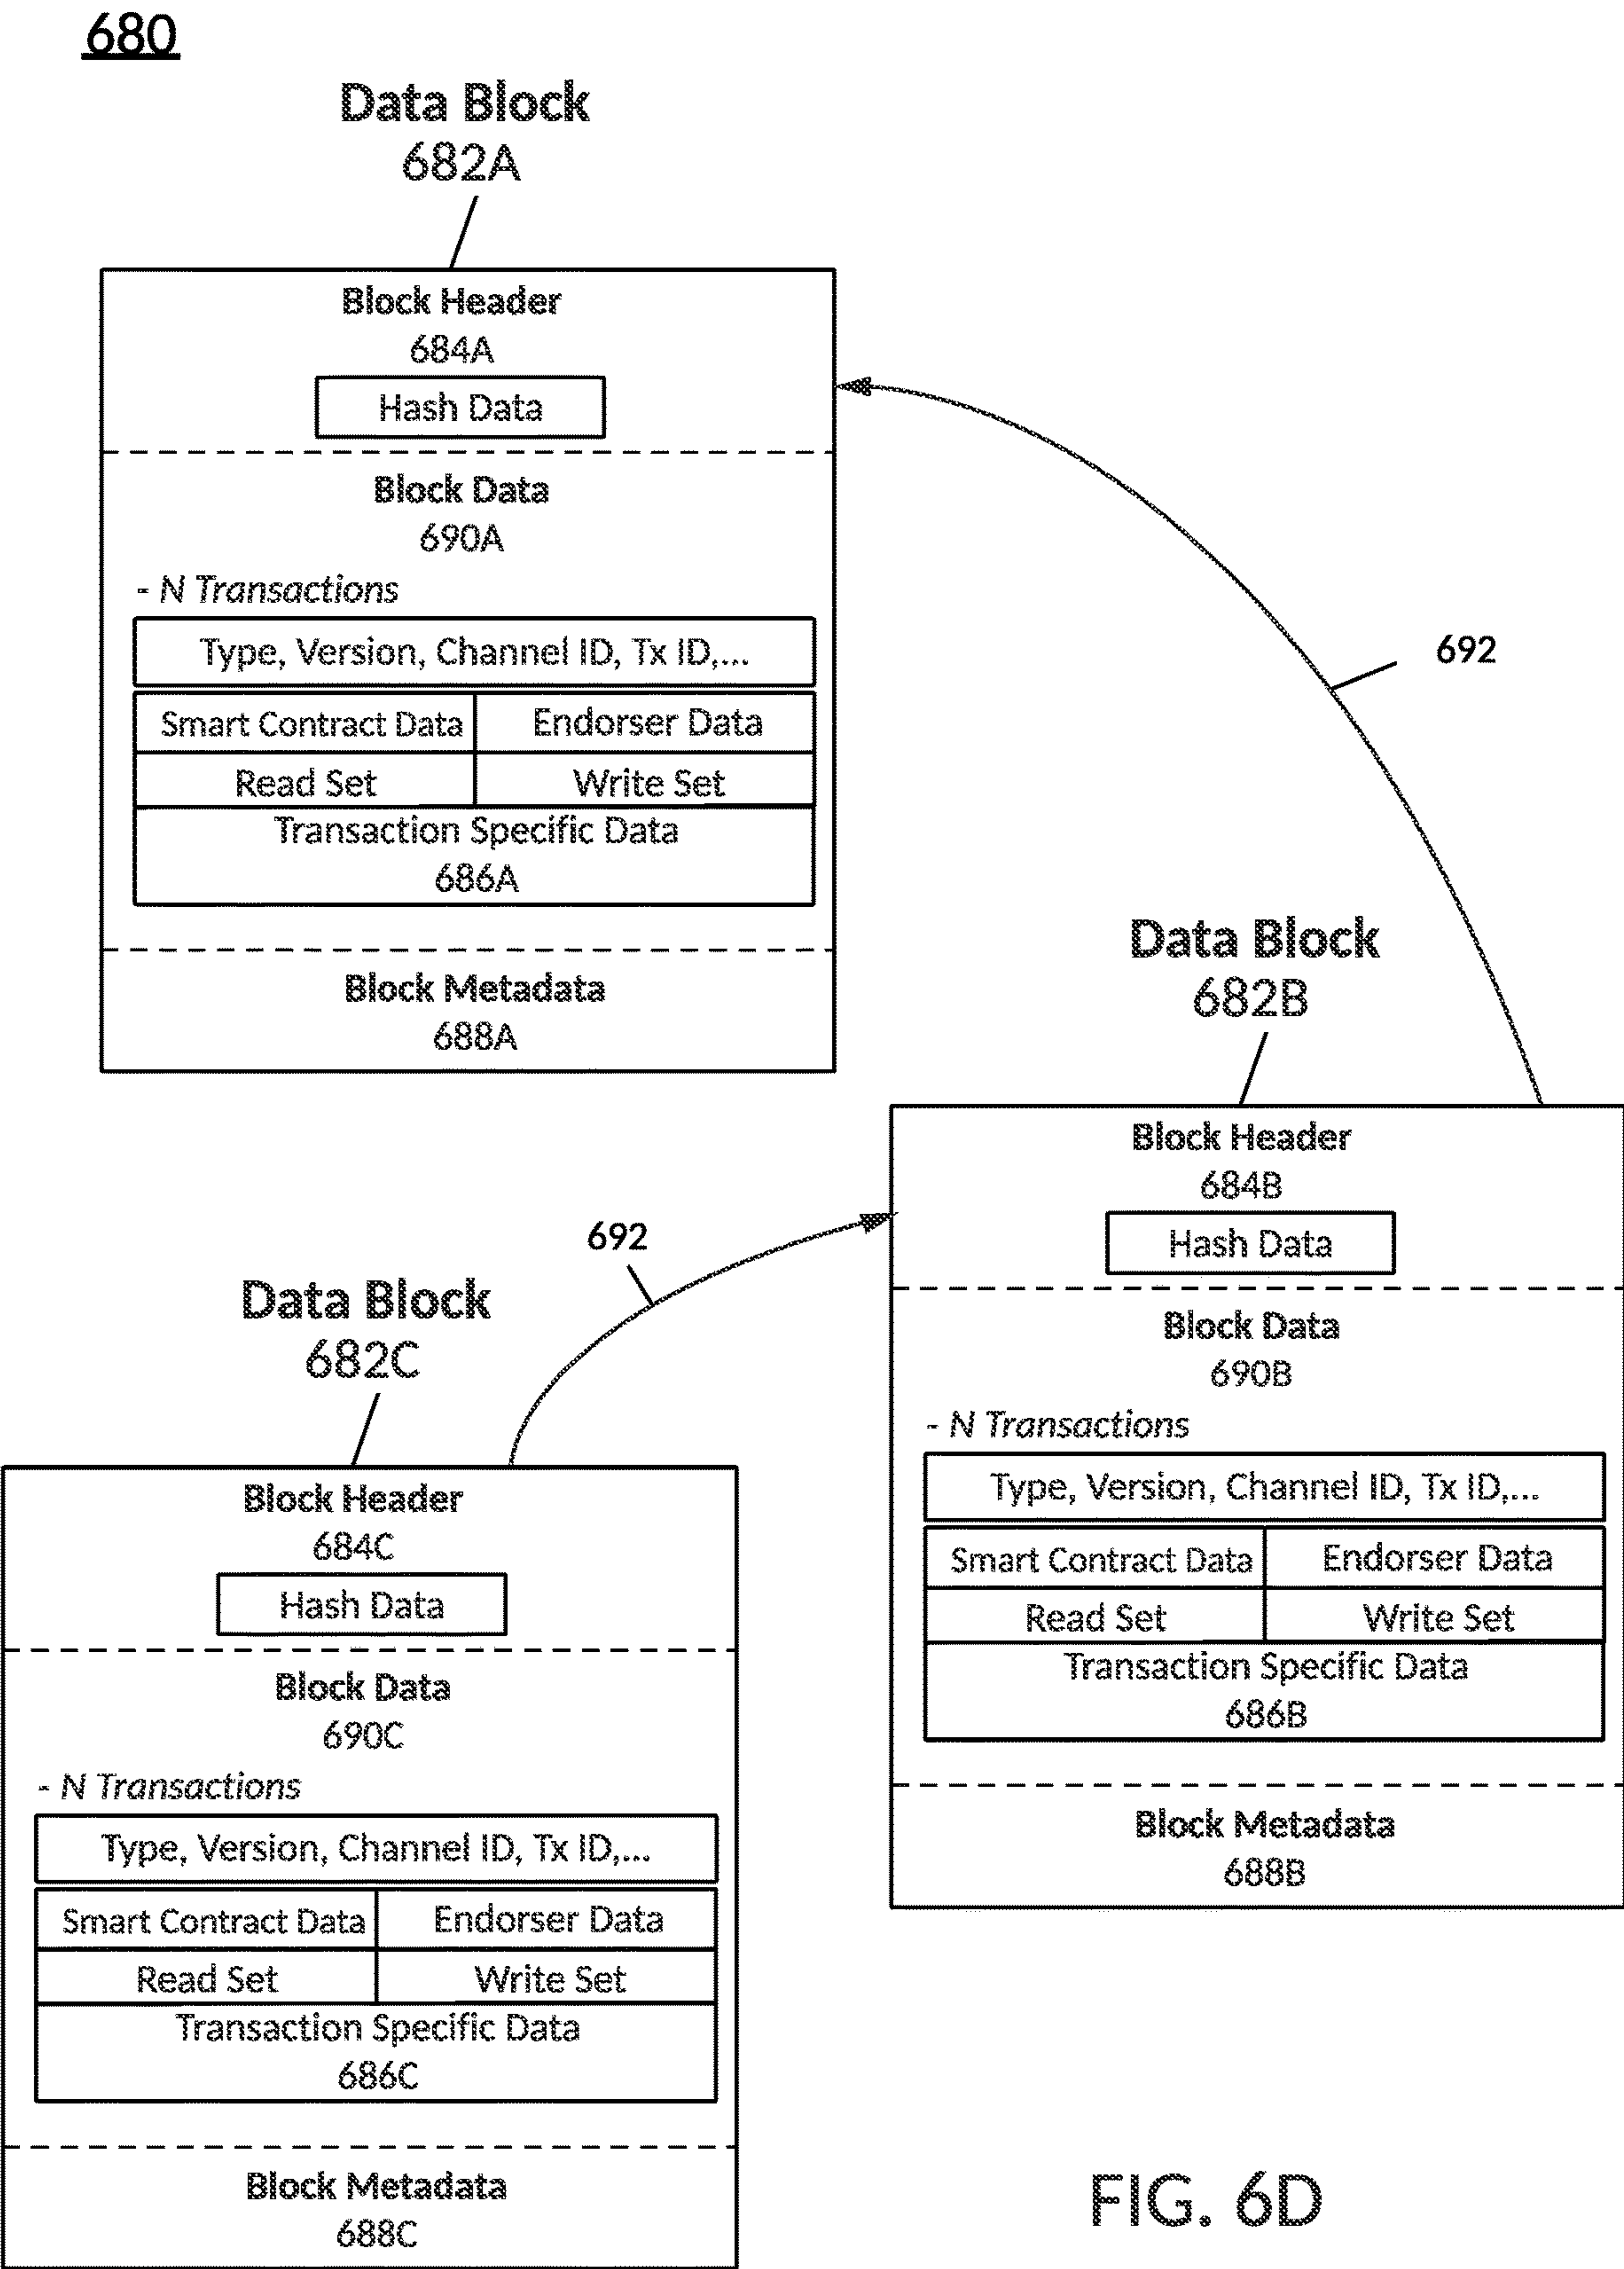 680
Data Block
682A
Block Header
684A
Hash Data
Block Data
690A
- N Transactions
Type, Version, Channel ID, Tx ID,...
Smart Contract Data
Endorser Data
Read Set
Write Set
Transaction Specific Data
686A
Block Metadata
688A
692
Data Block
682B
Block Header
684B
Hash Data
Block Data
690B
- N Transactions
Type, Version, Channel ID, Tx ID,...
Smart Contract Data
Endorser Data
Read Set
Write Set
Transaction Specific Data
686B
Block Metadata
688B
692
Data Block
682C
Block Header
684C
Hash Data
Block Data
690C
- N Transactions
Type, Version, Channel ID, Tx ID,...
Smart Contract Data
Endorser Data
Read Set
Write Set
Transaction Specific Data
686C
Block Metadata
688C
FIG. 6D